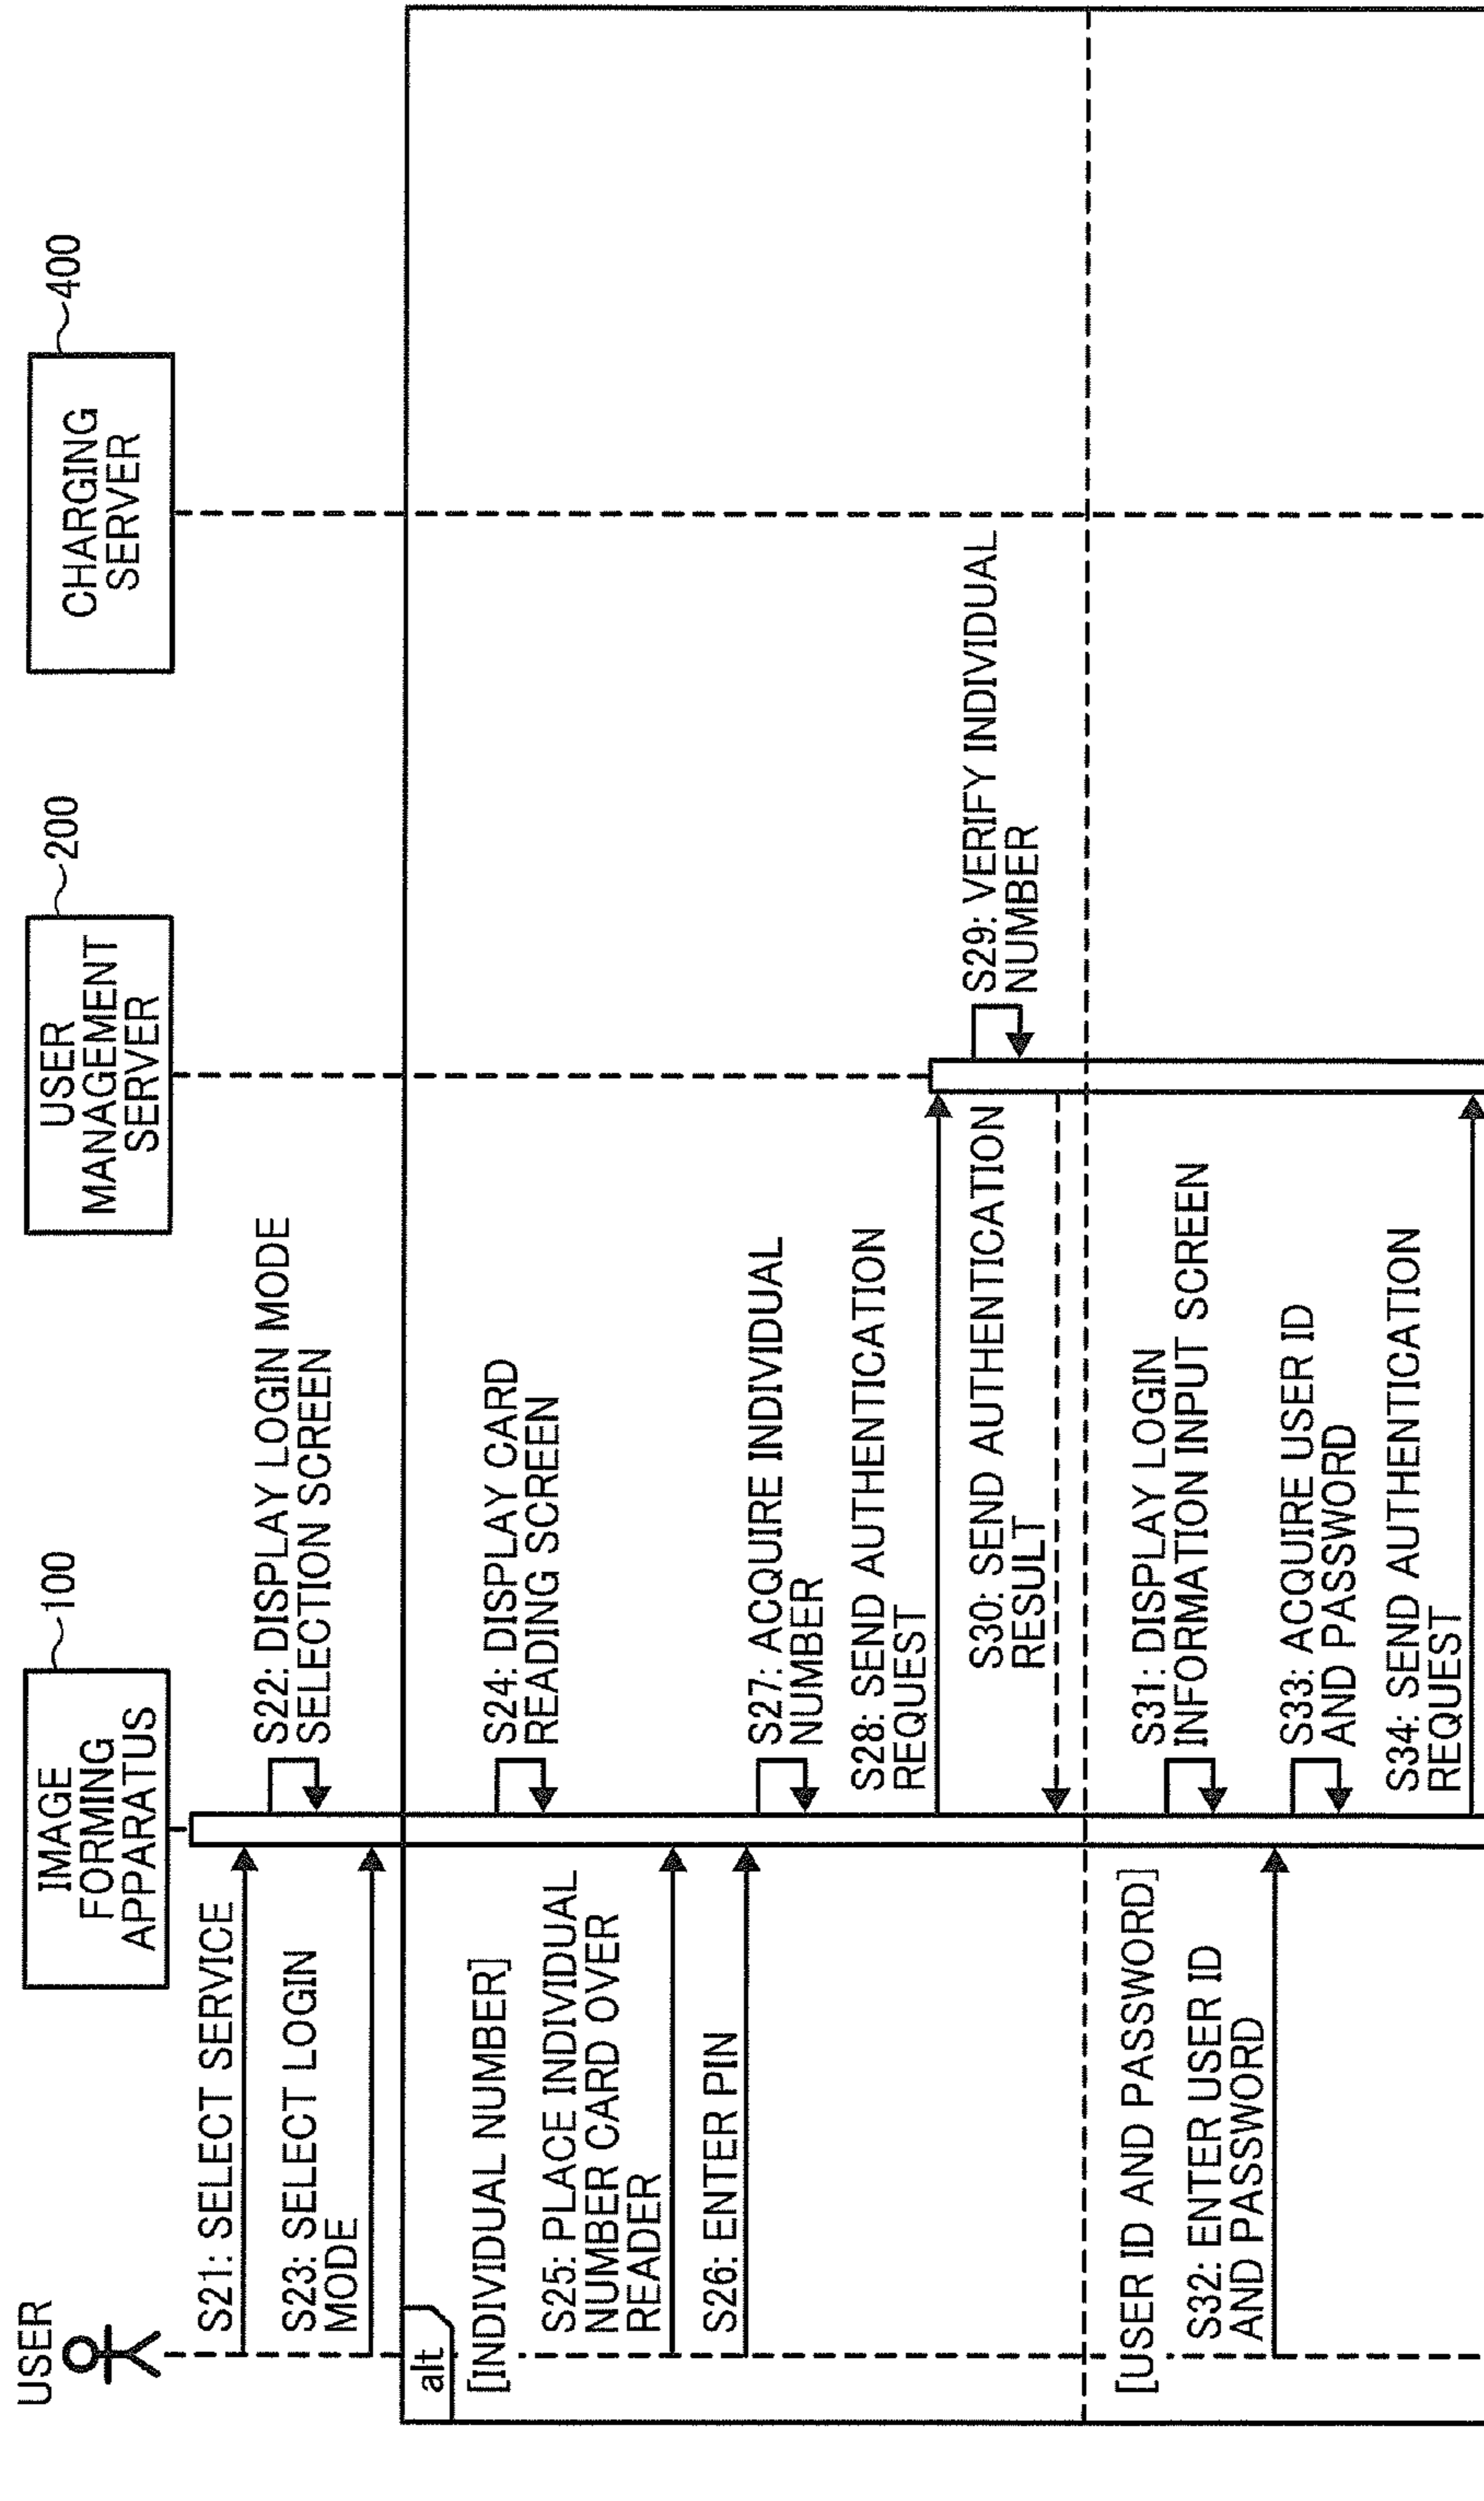 USER
IMAGE
FORMING
APPARATUS
100
USER
MANAGEMENT
SERVER
200
CHARGING
SERVER
400
S21: SELECT SERVICE
S22: DISPLAY LOGIN MODE
SELECTION SCREEN
S23: SELECT LOGIN
MODE
alt
[INDIVIDUAL NUMBER]
S24: DISPLAY CARD
READING SCREEN
S25: PLACE INDIVIDUAL
NUMBER CARD OVER
READER
S26: ENTER PIN
S27: ACQUIRE INDIVIDUAL
NUMBER
S28: SEND AUTHENTICATION
REQUEST
S29: VERIFY INDIVIDUAL
NUMBER
S30: SEND AUTHENTICATION
RESULT
[USER ID AND PASSWORD]
S31: DISPLAY LOGIN
INFORMATION INPUT SCREEN
S32: ENTER USER ID
AND PASSWORD
S33: ACQUIRE USER ID
AND PASSWORD
S34: SEND AUTHENTICATION
REQUEST